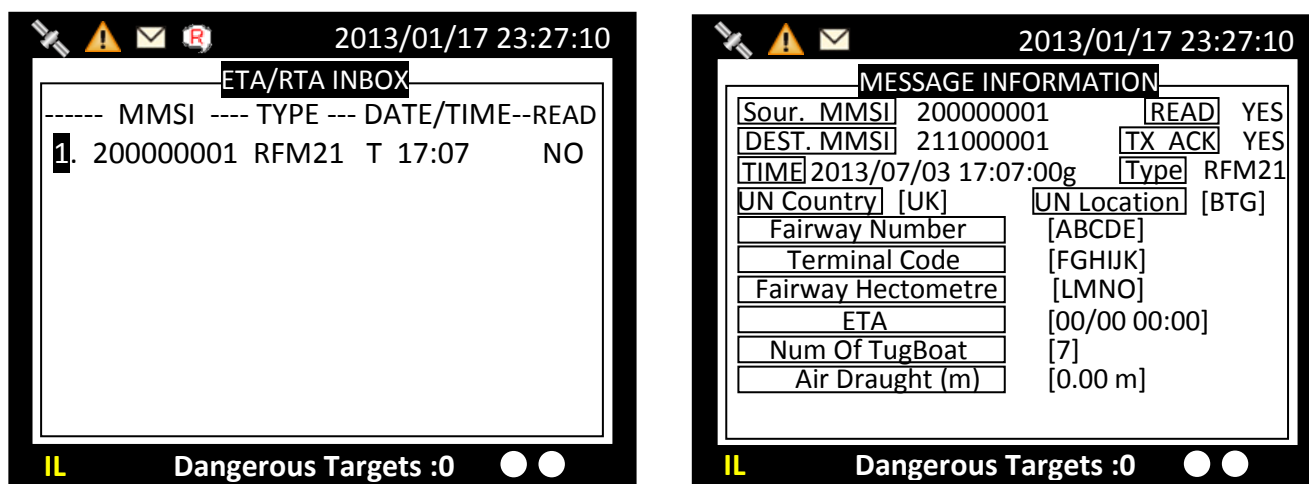 2013/01/17 23:27:10
ETA/RTA INBOX
------ MMSI ---- TYPE --- DATE/TIME--READ
1. 200000001 RFM21 T 17:07 NO
IL Dangerous Targets :0
2013/01/17 23:27:10
MESSAGE INFORMATION
Sour. MMSI 200000001 READ YES
DEST. MMSI 211000001 TX ACK YES
TIME 2013/07/03 17:07:00g Type RFM21
UN Country [UK] UN Location [BTG]
Fairway Number [ABCDE]
Terminal Code [FGHIJK]
Fairway Hectometre [LMNO]
ETA [00/00 00:00]
Num Of TugBoat [7]
Air Draught (m) [0.00 m]
IL Dangerous Targets :0